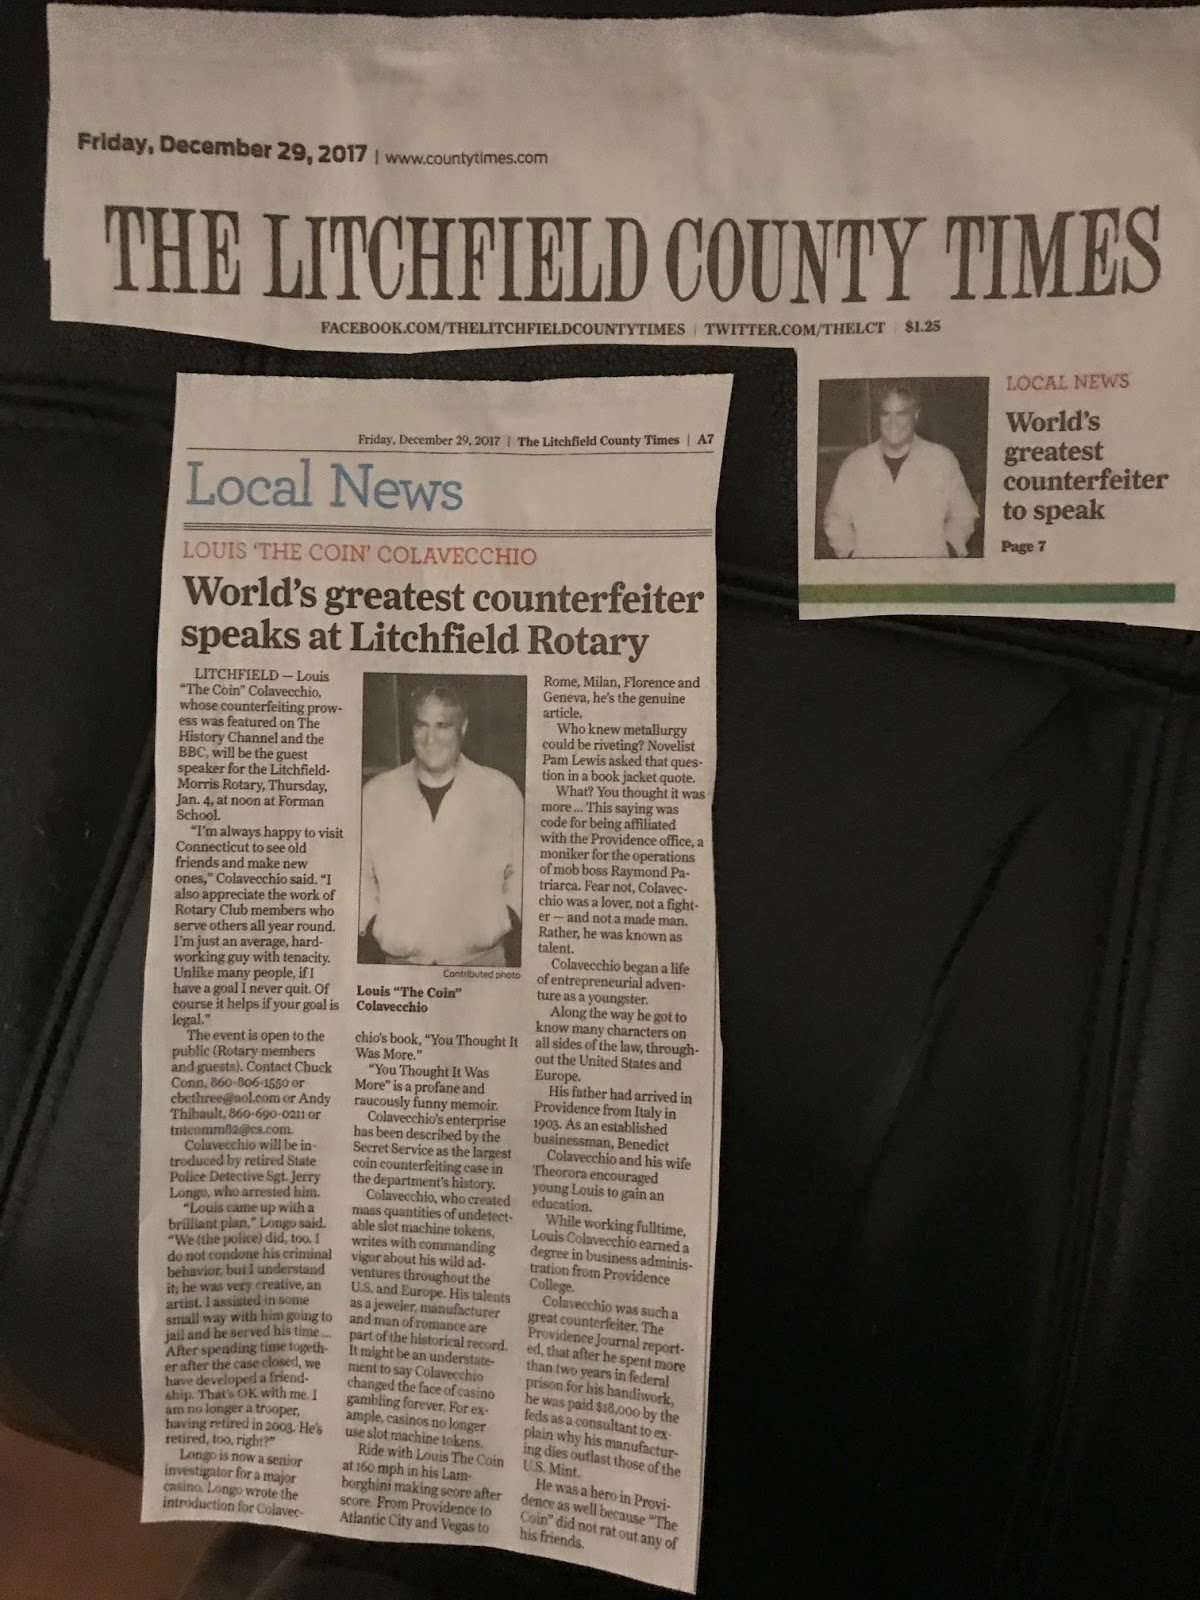 Friday, December 29, 2017 | www.countytimes.com
THE LITCHFIELD COUNTY TIMES
FACEBOOK.COM/THELITCHFIELDCOUNTYTIMES | TWITTER.COM/THELCT | $1.25
LOCAL NEWS
World's
greatest
counterfeiter
to speak
Page 7
Friday, December 29, 2017 | The Litchfield County Times | A7
Local News
LOUIS 'THE COIN' COLAVECCHIO
World's greatest counterfeiter
speaks at Litchfield Rotary
LITCHFIELD — Louis
"The Coin" Colavecchio,
whose counterfeiting prow-
ess was featured on The
History Channel and the
BBC, will be the guest
speaker for the Litchfield-
Morris Rotary, Thursday,
Jan. 4, at noon at Forman
School.
"I'm always happy to visit
Connecticut to see old
friends and make new
ones," Colavecchio said. "I
also appreciate the work of
Rotary Club members who
serve others all year round.
I'm just an average, hard-
working guy with tenacity.
Unlike many people, if I
have a goal I never quit. Of
course it helps if your goal is
legal."
The event is open to the
public (Rotary members
and guests). Contact Chuck
Conn, 860-806-1550 or
cbcthree@aol.com or Andy
Thibault, 860-690-0211 or
tntcomm82@cs.com.
Colavecchio will be in-
troduced by retired State
Police Detective Sgt. Jerry
Longo, who arrested him.
"Louis came up with a
brilliant plan," Longo said.
"We (the police) did, too. I
do not condone his criminal
behavior, but I understand
it; he was very creative, an
artist. I assisted in some
small way with him going to
jail and he served his time ...
After spending time togeth-
er after the case closed, we
have developed a friend-
ship. That's OK with me. I
am no longer a trooper,
having retired in 2003. He's
retired, too, right?"
Longo is now a senior
investigator for a major
casino. Longo wrote the
introduction for Colavec-
Contributed photo
Louis "The Coin"
Colavecchio
chio's book, "You Thought It
Was More."
"You Thought It Was
More" is a profane and
raucously funny memoir.
Colavecchio's enterprise
has been described by the
Secret Service as the largest
coin counterfeiting case in
the department's history.
Colavecchio, who created
mass quantities of undetect-
able slot machine tokens,
writes with commanding
vigor about his wild ad-
ventures throughout the
U.S. and Europe. His talents
as a jeweler, manufacturer
and man of romance are
part of the historical record.
It might be an understate-
ment to say Colavecchio
changed the face of casino
gambling forever. For ex-
ample, casinos no longer
use slot machine tokens.
Ride with Louis The Coin
at 160 mph in his Lam-
borghini making score after
score. From Providence to
Atlantic City and Vegas to
Rome, Milan, Florence and
Geneva, he's the genuine
article.
Who knew metallurgy
could be riveting? Novelist
Pam Lewis asked that ques-
tion in a book jacket quote.
What? You thought it was
more ... This saying was
code for being affiliated
with the Providence office, a
moniker for the operations
of mob boss Raymond Pa-
triarca. Fear not, Colavec-
chio was a lover, not a fight-
er — and not a made man.
Rather, he was known as
talent.
Colavecchio began a life
of entrepreneurial adven-
ture as a youngster.
Along the way he got to
know many characters on
all sides of the law, through-
out the United States and
Europe.
His father had arrived in
Providence from Italy in
1903. As an established
businessman, Benedict
Colavecchio and his wife
Theorora encouraged
young Louis to gain an
education.
While working fulltime,
Louis Colavecchio earned a
degree in business adminis-
tration from Providence
College.
Colavecchio was such a
great counterfeiter, The
Providence Journal report-
ed, that after he spent more
than two years in federal
prison for his handiwork,
he was paid $18,000 by the
feds as a consultant to ex-
plain why his manufactur-
ing dies outlast those of the
U.S. Mint.
He was a hero in Provi-
dence as well because "The
Coin" did not rat out any of
his friends.